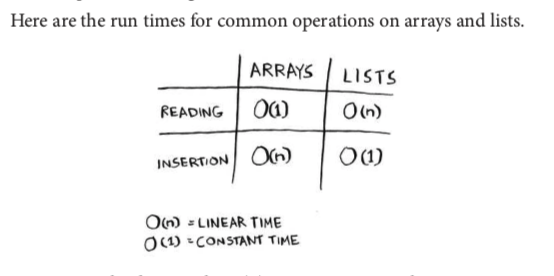 Here are the run times for common operations on arrays and lists.
ARRAYS LISTS
READING O(1) O(n)
INSERTION O(n) O(1)
O(n) = LINEAR TIME
O(1) = CONSTANT TIME